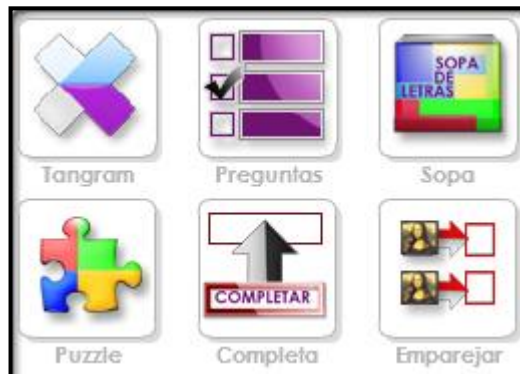 SOPA
DE
LETRAS
Tangram
Preguntas
Sopa
COMPLETAR
Puzzle
Completa
Emparejar